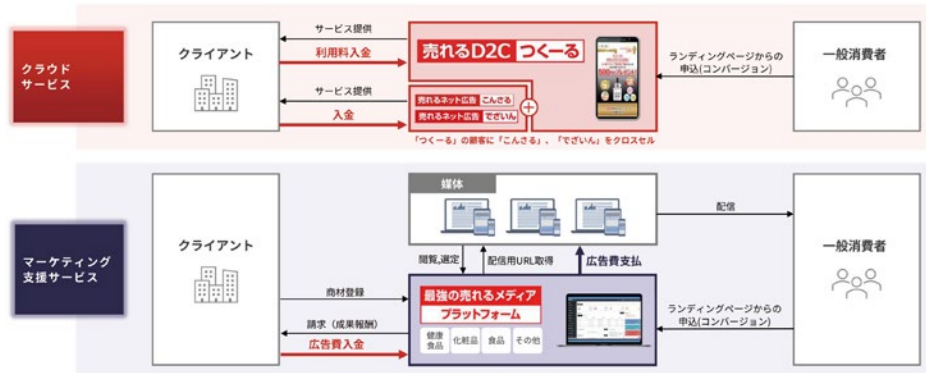 クラウド
サービス
クライアント
サービス提供
利用料入金
サービス提供
入金
売れるD2C つくーる
売れるネット広告 こんさる
売れるネット広告 でざいん
「つくーる」の顧客に「こんさる」、「でざいん」をクロスセル
ランディングページからの
申込(コンバージョン)
一般消費者
マーケティング
支援サービス
クライアント
商材登録
請求（成果報酬）
広告費入金
媒体
閲覧,選定
配信用URL取得
広告費支払
最強の売れるメディア
プラットフォーム
健康
食品
化粧品
食品
その他
配信
ランディングページからの
申込(コンバージョン)
一般消費者